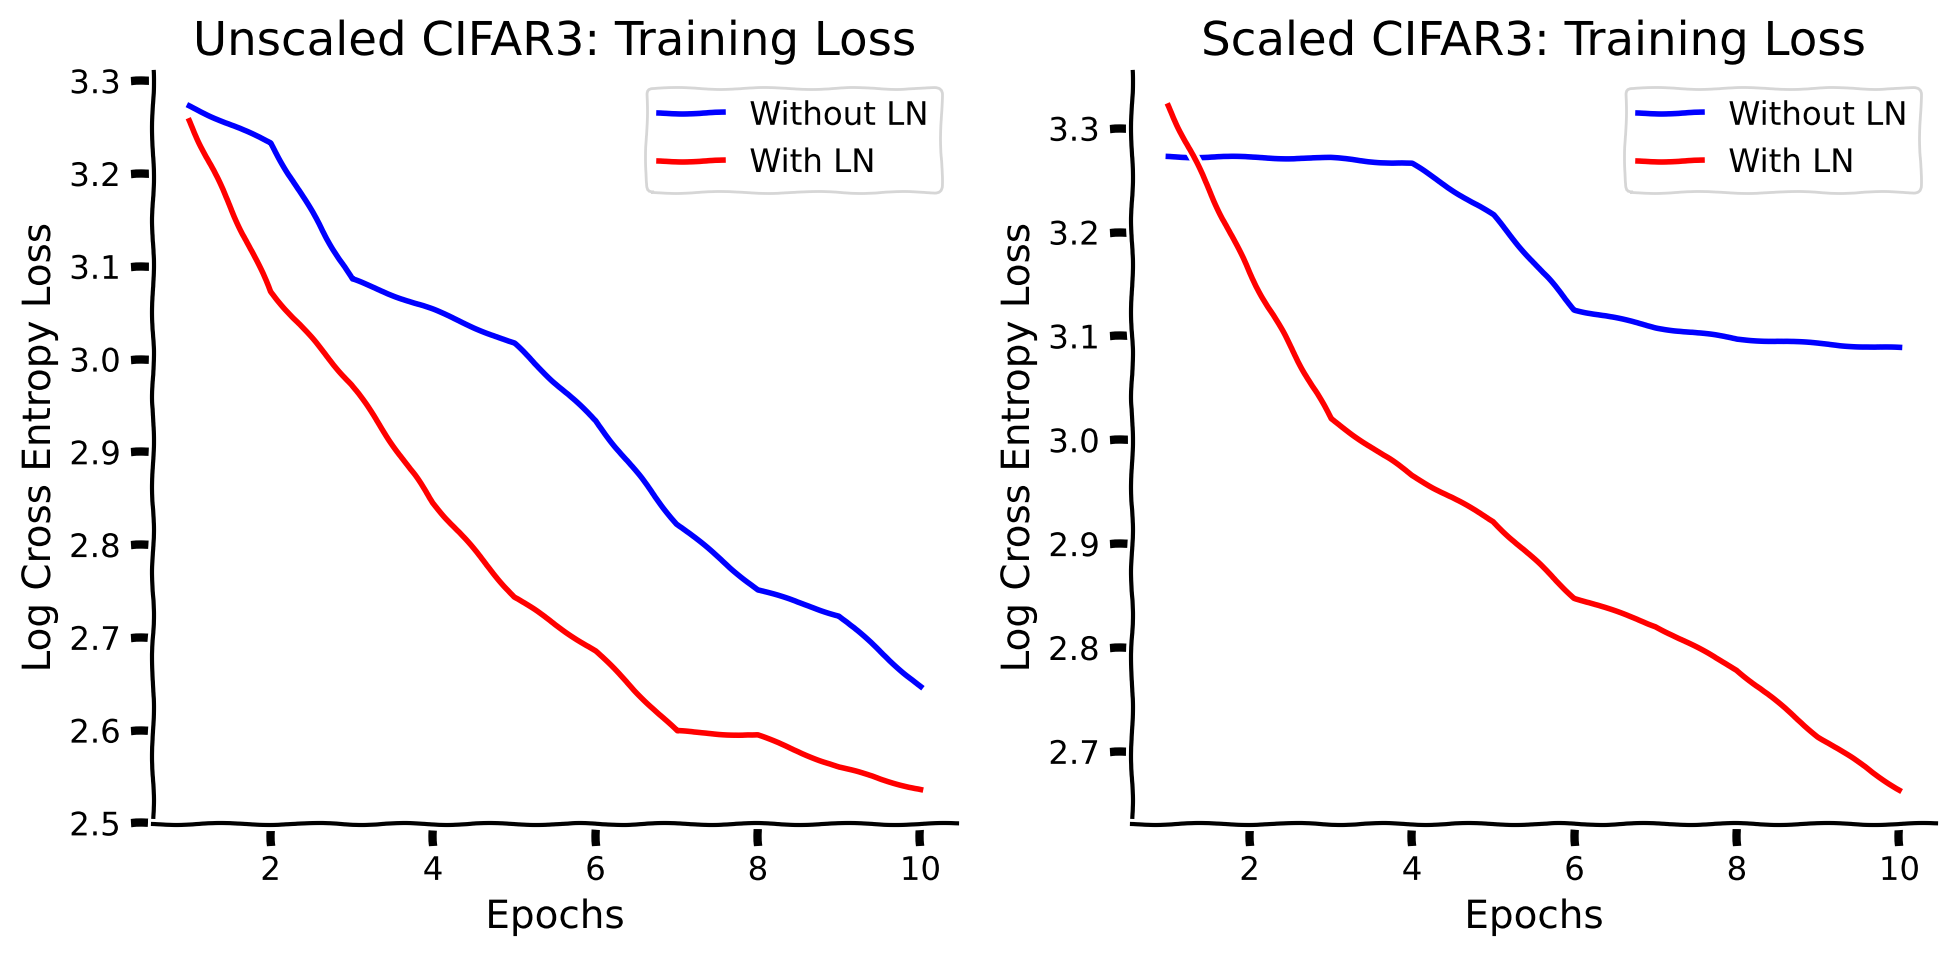 Unscaled CIFAR3: Training Loss
Log Cross Entropy Loss
3.3
3.2
3.1
3.0
2.9
2.8
2.7
2.6
2.5
Without LN
With LN
2 4 6 8 10
Epochs
Scaled CIFAR3: Training Loss
Log Cross Entropy Loss
3.3
3.2
3.1
3.0
2.9
2.8
2.7
Without LN
With LN
2 4 6 8 10
Epochs